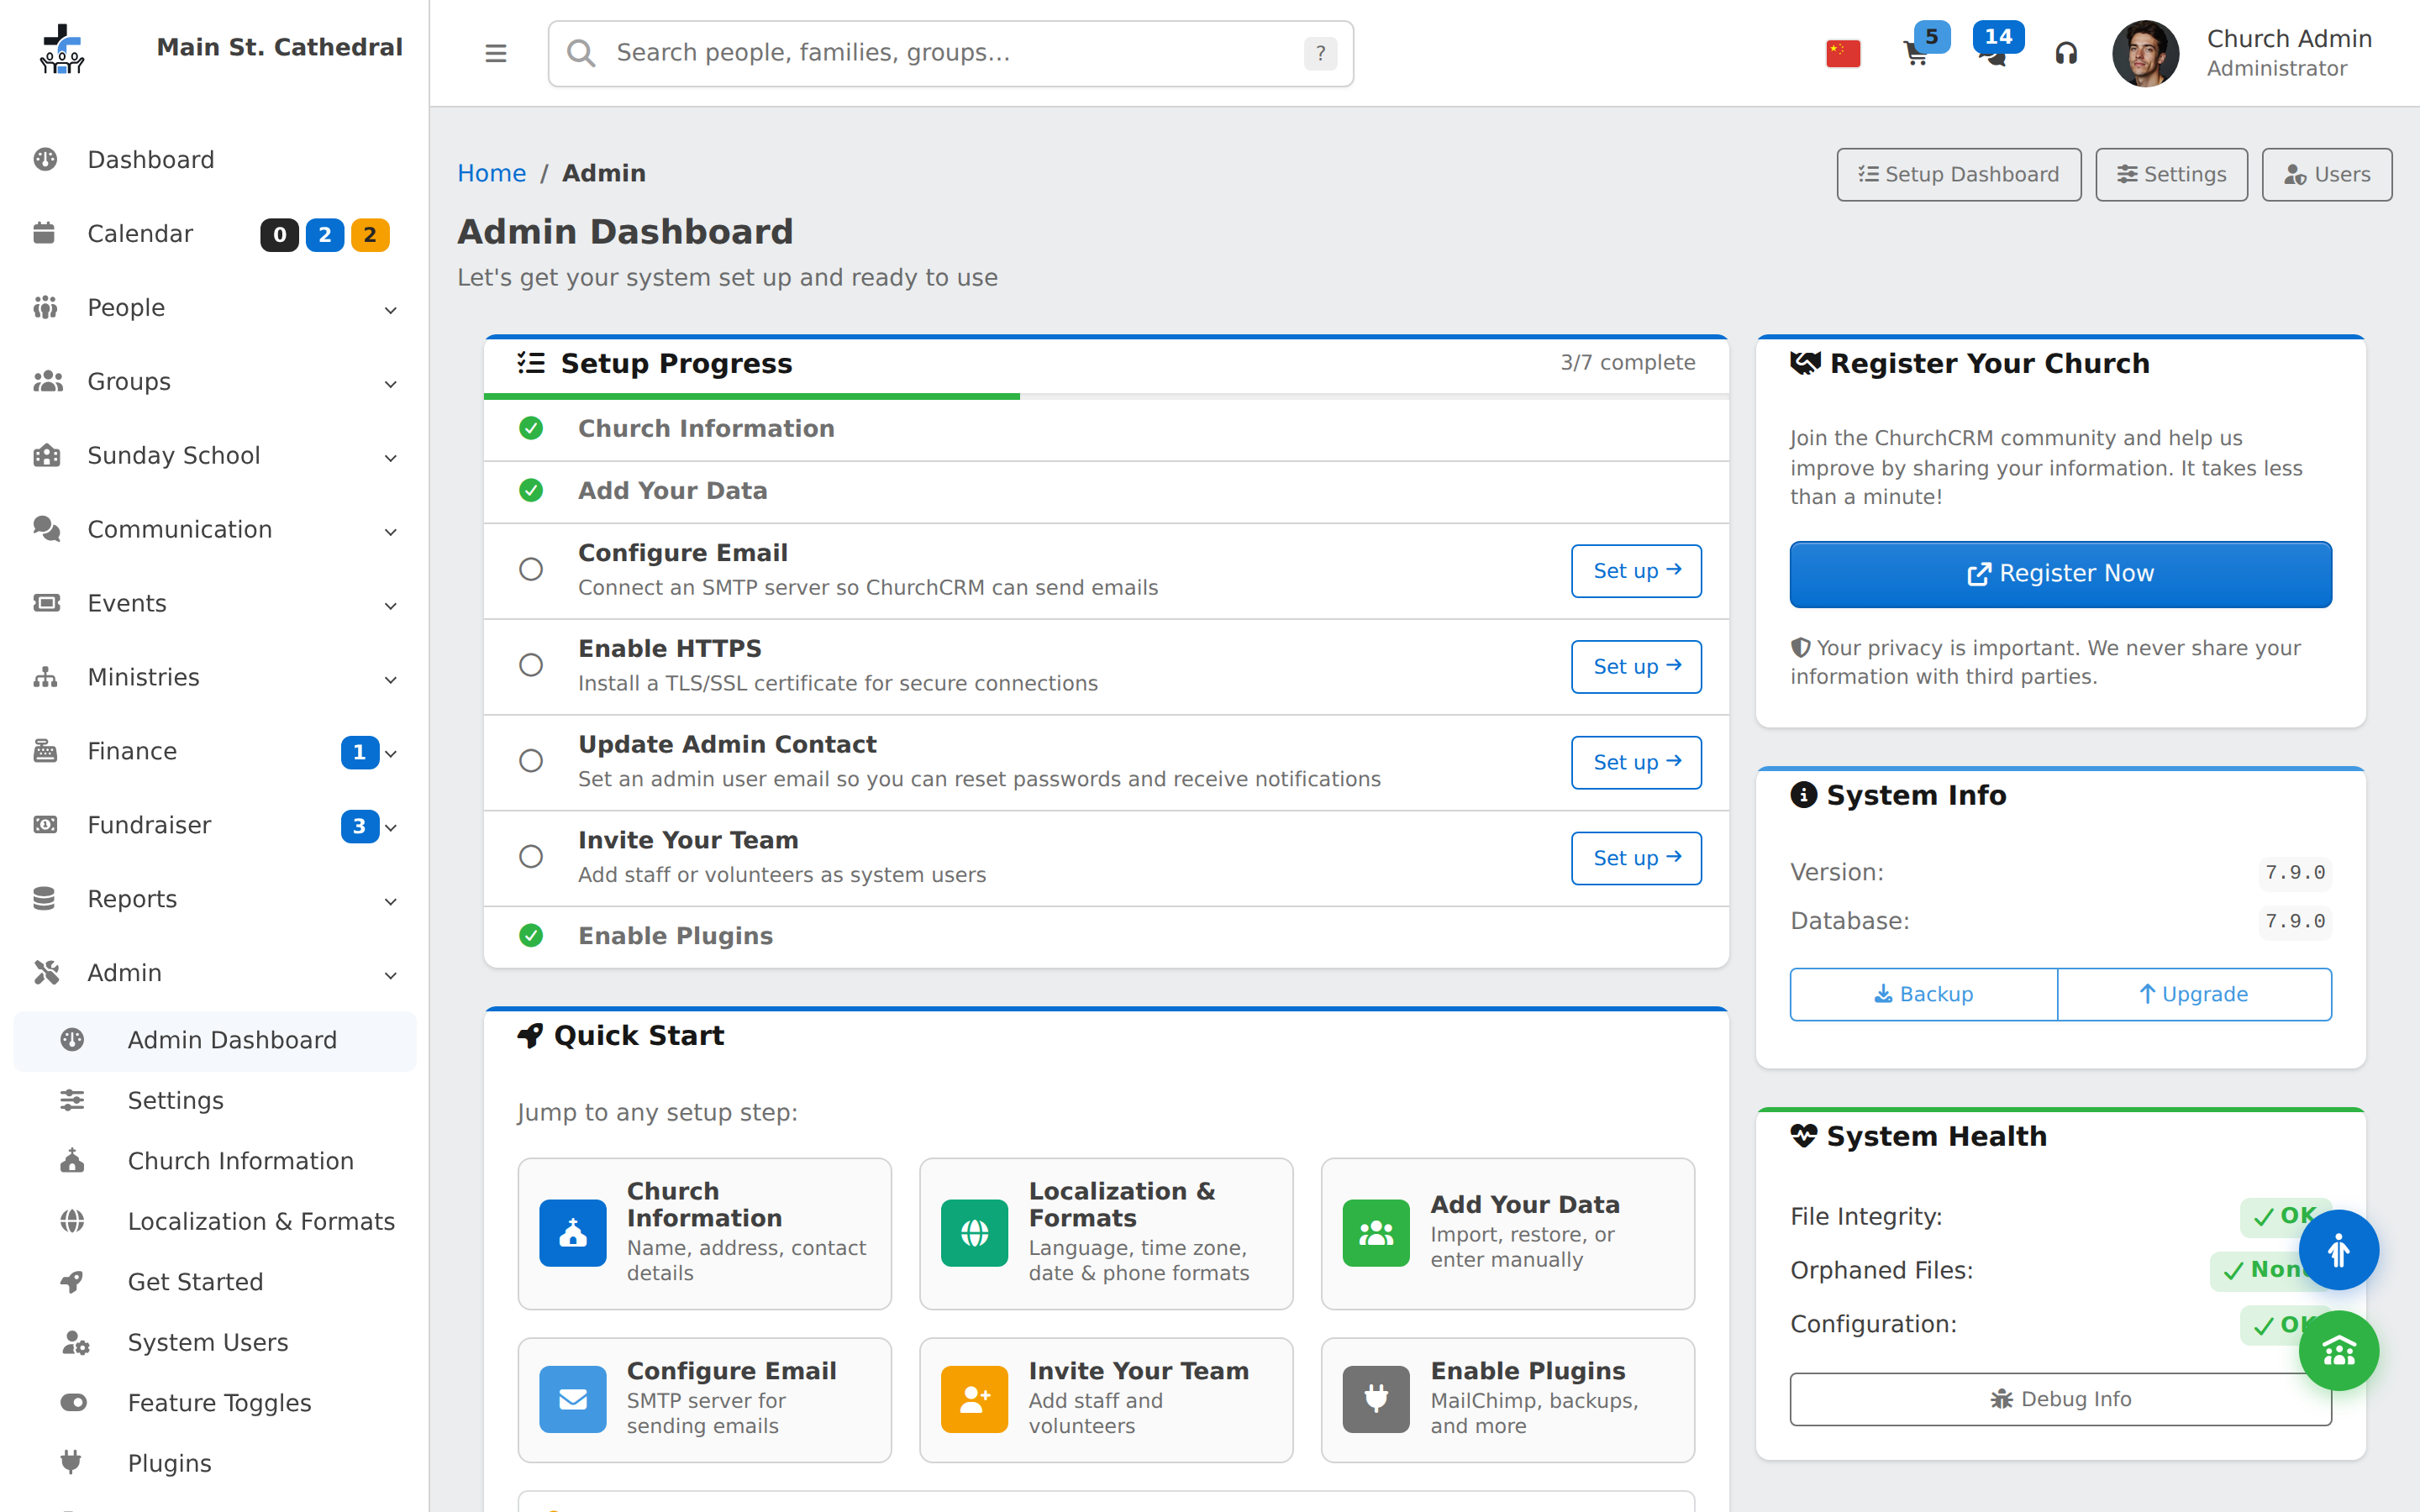 Main St. Cathedral
Search people, families, groups...
?
5
14
Church Admin
Administrator
Dashboard
Calendar
0
2
2
People
Groups
Sunday School
Communication
Events
Ministries
Finance
1
Fundraiser
3
Reports
Admin
Admin Dashboard
Settings
Church Information
Localization & Formats
Get Started
System Users
Feature Toggles
Plugins
Home / Admin
Setup Dashboard
Settings
Users
Admin Dashboard
Let's get your system set up and ready to use
Setup Progress
3/7 complete
Church Information
Add Your Data
Configure Email
Connect an SMTP server so ChurchCRM can send emails
Set up
Enable HTTPS
Install a TLS/SSL certificate for secure connections
Set up
Update Admin Contact
Set an admin user email so you can reset passwords and receive notifications
Set up
Invite Your Team
Add staff or volunteers as system users
Set up
Enable Plugins
Quick Start
Jump to any setup step:
Church
Information
Name, address, contact
details
Localization &
Formats
Language, time zone,
date & phone formats
Add Your Data
Import, restore, or
enter manually
Configure Email
SMTP server for
sending emails
Invite Your Team
Add staff and
volunteers
Enable Plugins
MailChimp, backups,
and more
Register Your Church
Join the ChurchCRM community and help us
improve by sharing your information. It takes less
than a minute!
Register Now
Your privacy is important. We never share your
information with third parties.
System Info
Version:
7.9.0
Database:
7.9.0
Backup
Upgrade
System Health
File Integrity:
OK
Orphaned Files:
None
Configuration:
OK
Debug Info